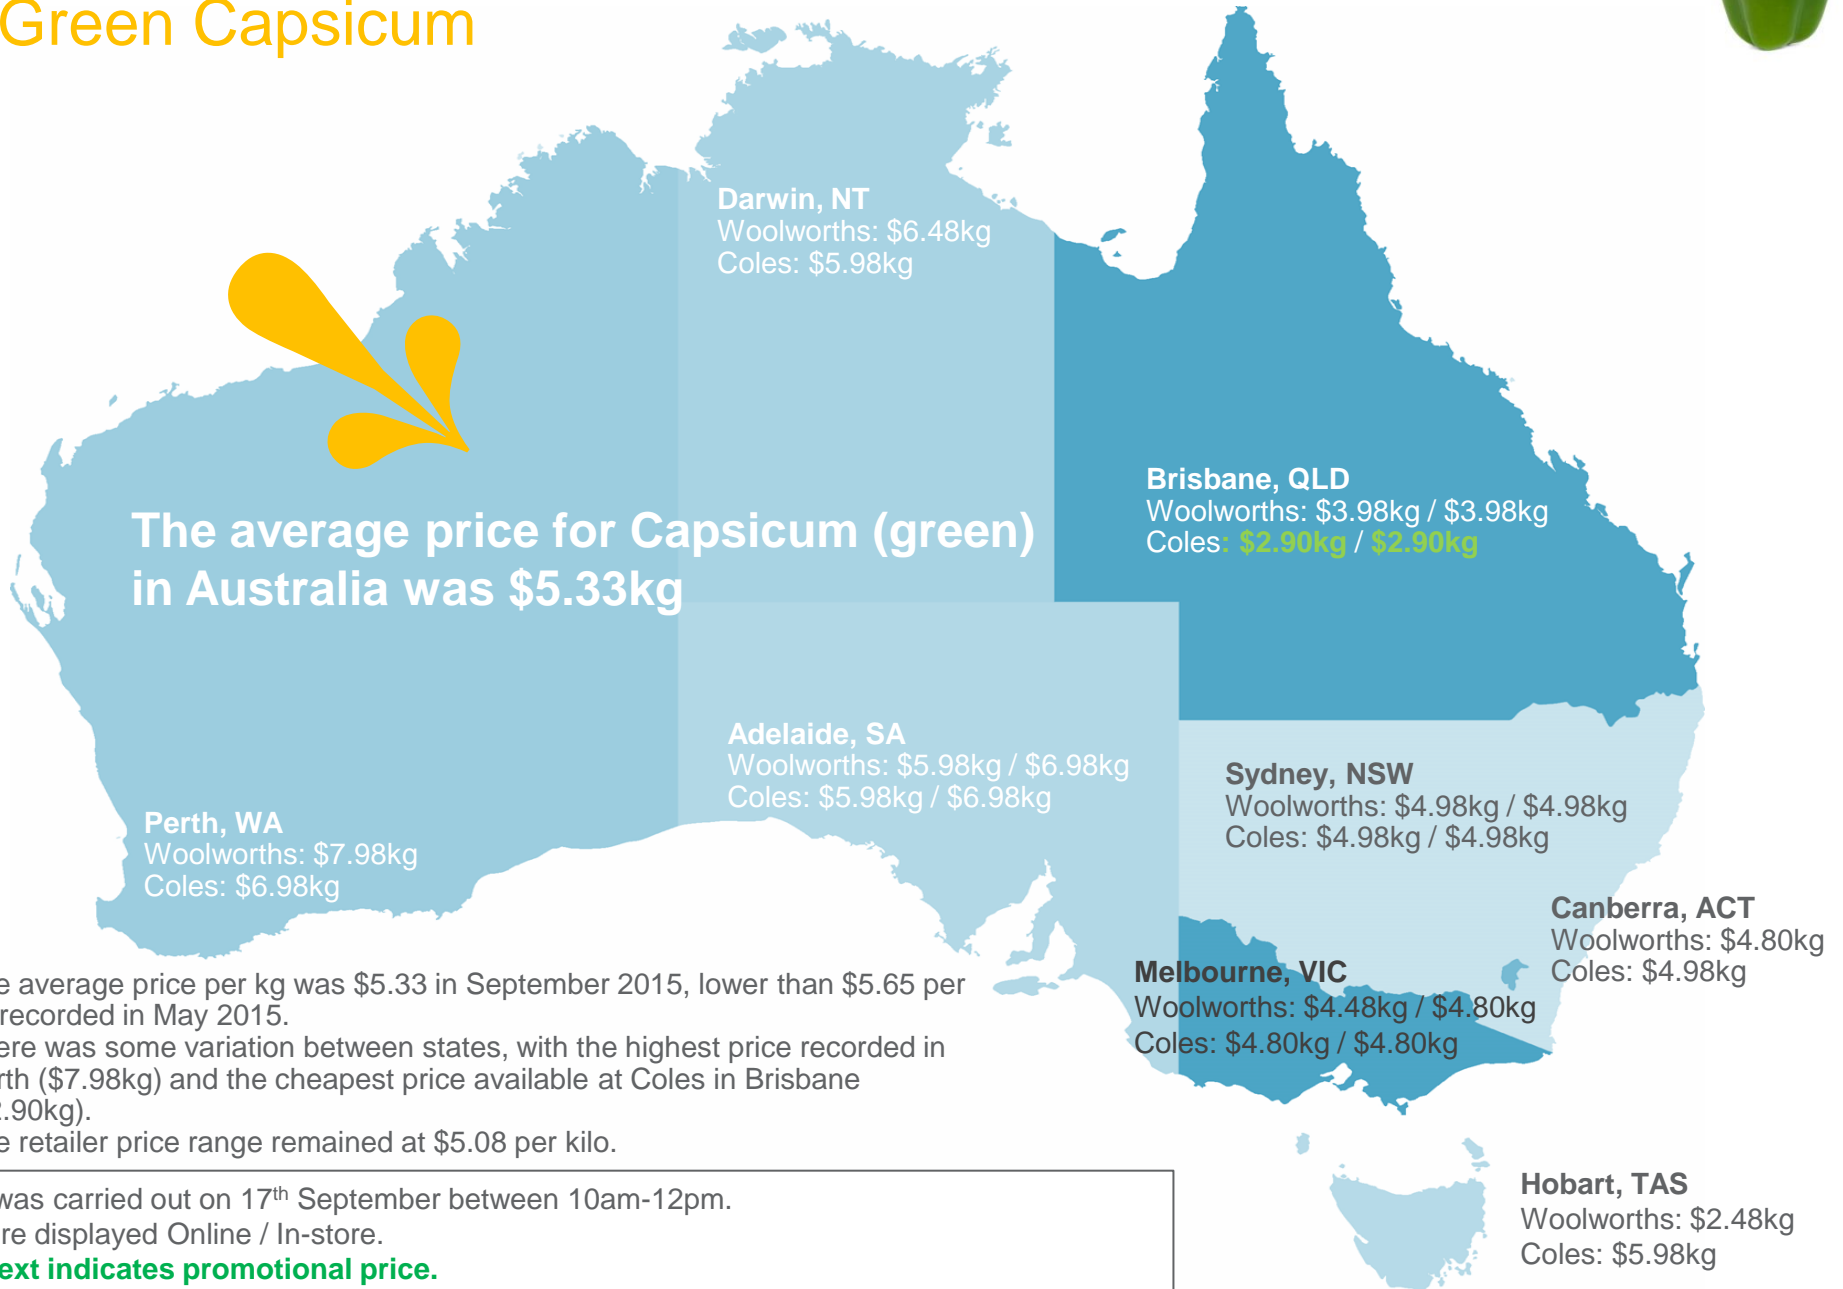 Green Capsicum
Darwin, NT
Woolworths: $6.48kg
Coles: $5.98kg
Brisbane, QLD
Woolworths: $3.98kg / $3.98kg
Coles: $2.90kg / $2.90kg
The average price for Capsicum (green)
in Australia was $5.33kg
Adelaide, SA
Woolworths: $5.98kg / $6.98kg
Coles: $5.98kg / $6.98kg
Sydney, NSW
Woolworths: $4.98kg / $4.98kg
Coles: $4.98kg / $4.98kg
Perth, WA
Woolworths: $7.98kg
Coles: $6.98kg
Canberra, ACT
Woolworths: $4.80kg
Coles: $4.98kg
Melbourne, VIC
Woolworths: $4.48kg / $4.80kg
Coles: $4.80kg / $4.80kg
e average price per kg was $5.33 in September 2015, lower than $5.65 per
recorded in May 2015.
ere was some variation between states, with the highest price recorded in
rth ($7.98kg) and the cheapest price available at Coles in Brisbane
.90kg).
e retailer price range remained at $5.08 per kilo.
was carried out on 17th September between 10am-12pm.
re displayed Online / In-store.
ext indicates promotional price.
Hobart, TAS
Woolworths: $2.48kg
Coles: $5.98kg